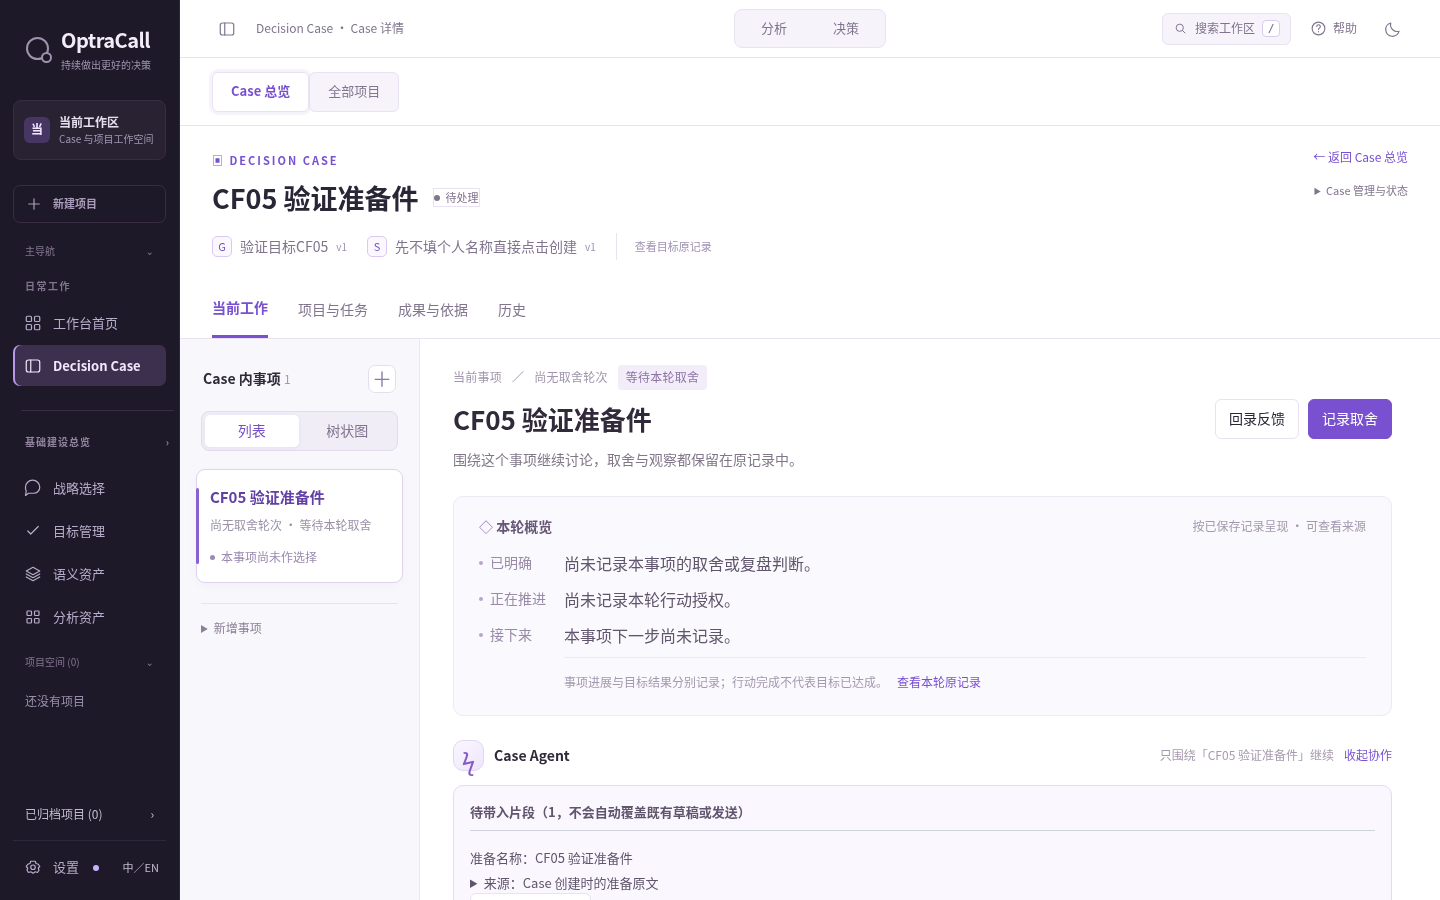 OptraCall
持续做出更好的决策
当
当前工作区
Case 与项目工作空间
新建项目
主导航
日常工作
工作台首页
Decision Case
基础建设总览
战略选择
目标管理
语义资产
分析资产
项目空间 (0)
还没有项目
已归档项目 (0)
设置
中／EN
Decision Case · Case 详情
分析
决策
搜索工作区
/
帮助
Case 总览
全部项目
DECISION CASE
← 返回 Case 总览
CF05 验证准备件
待处理
Case 管理与状态
G 验证目标CF05 v1
S 先不填个人名称直接点击创建 v1
查看目标原记录
当前工作
项目与任务
成果与依据
历史
Case 内事项 1
列表
树状图
CF05 验证准备件
尚无取舍轮次 · 等待本轮取舍
本事项尚未作选择
新增事项
当前事项 ／ 尚无取舍轮次 等待本轮取舍
CF05 验证准备件
回录反馈
记录取舍
围绕这个事项继续讨论，取舍与观察都保留在原记录中。
本轮概览
按已保存记录呈现 · 可查看来源
已明确 尚未记录本事项的取舍或复盘判断。
正在推进 尚未记录本轮行动授权。
接下来 本事项下一步尚未记录。
事项进展与目标结果分别记录；行动完成不代表目标已达成。 查看本轮原记录
Case Agent
只围绕「CF05 验证准备件」继续 收起协作
待带入片段（1，不会自动覆盖既有草稿或发送）
准备名称：CF05 验证准备件
来源：Case 创建时的准备原文